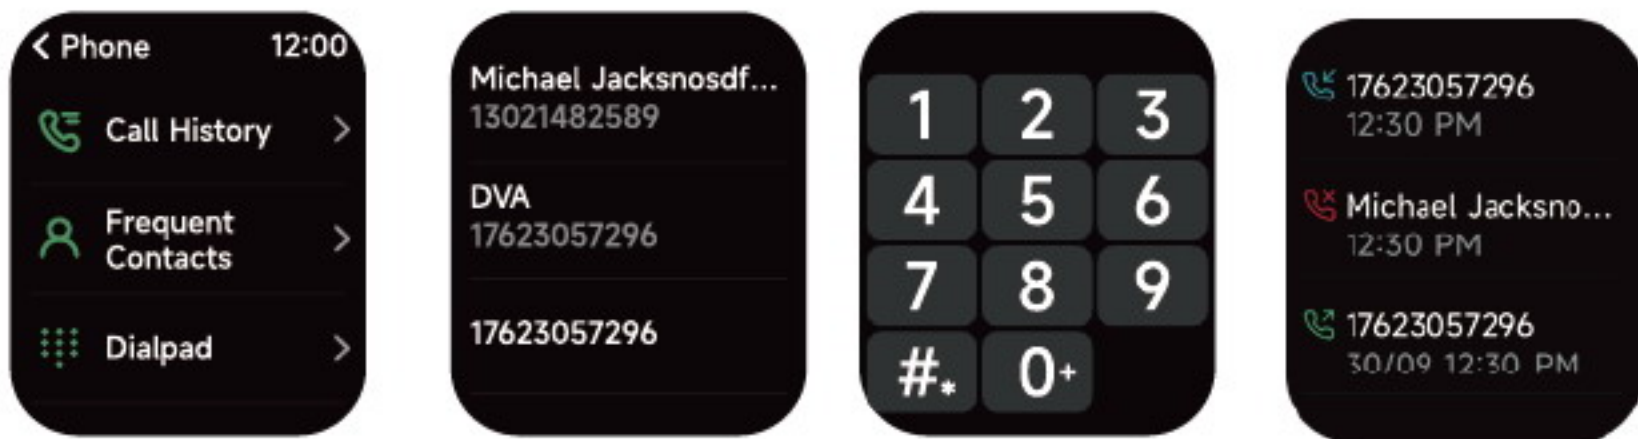 Phone 12:00
Call History
Frequent
Contacts
Dialpad
Michael Jacksnosdf...
13021482589
DVA
17623057296
17623057296
1 2 3
4 5 6
7 8 9
#* 0+
17623057296
12:30 PM
Michael Jacksno...
12:30 PM
17623057296
30/09 12:30 PM